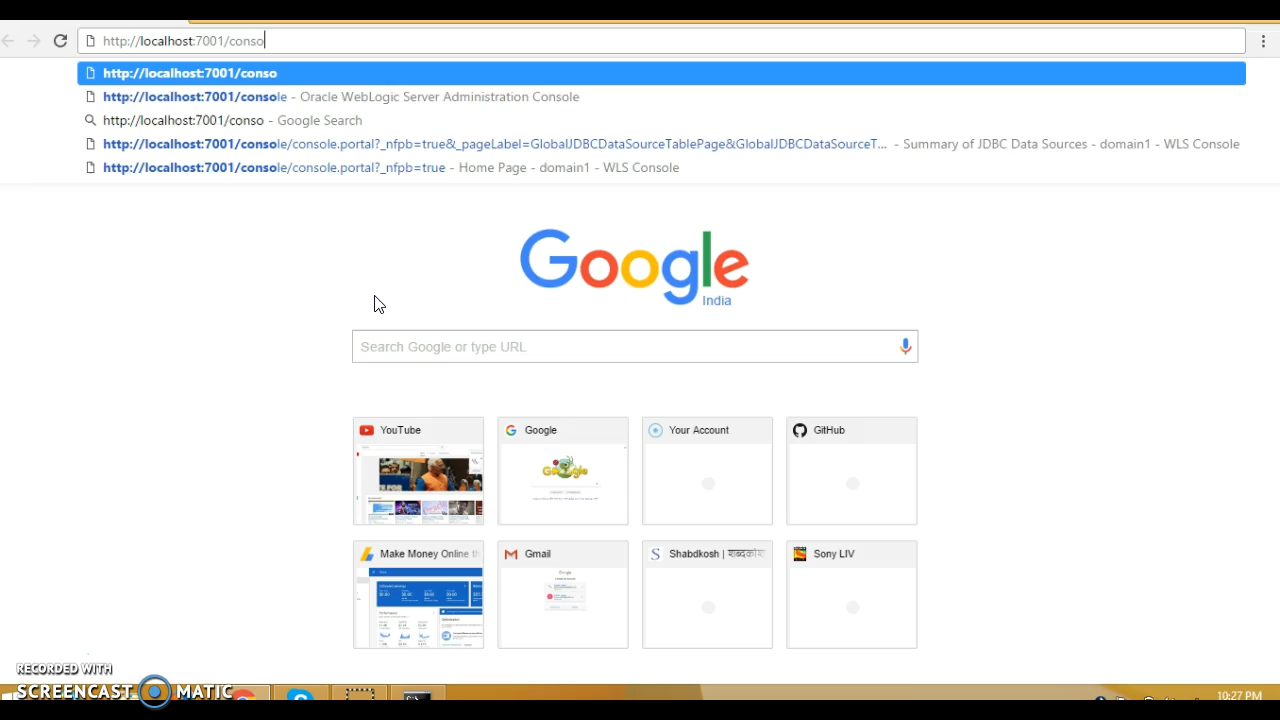 http://localhost:7001/conso
http://localhost:7001/conso
http://localhost:7001/console - Oracle WebLogic Server Administration Console
http://localhost:7001/conso - Google Search
http://localhost:7001/console/console.portal?_nfpb=true&_pageLabel=GlobalJDBCDataSourceTablePage&GlobalJDBCDataSourceT... - Summary of JDBC Data Sources - domain1 - WLS Console
http://localhost:7001/console/console.portal?_nfpb=true - Home Page - domain1 - WLS Console
Google
India
Search Google or type URL
YouTube Google Your Account GitHub
Make Money Online th Gmail Shabdkosh | शब्दकोश Sony LIV
RECORDED WITH
SCREENCAST MATIC
10:27 PM